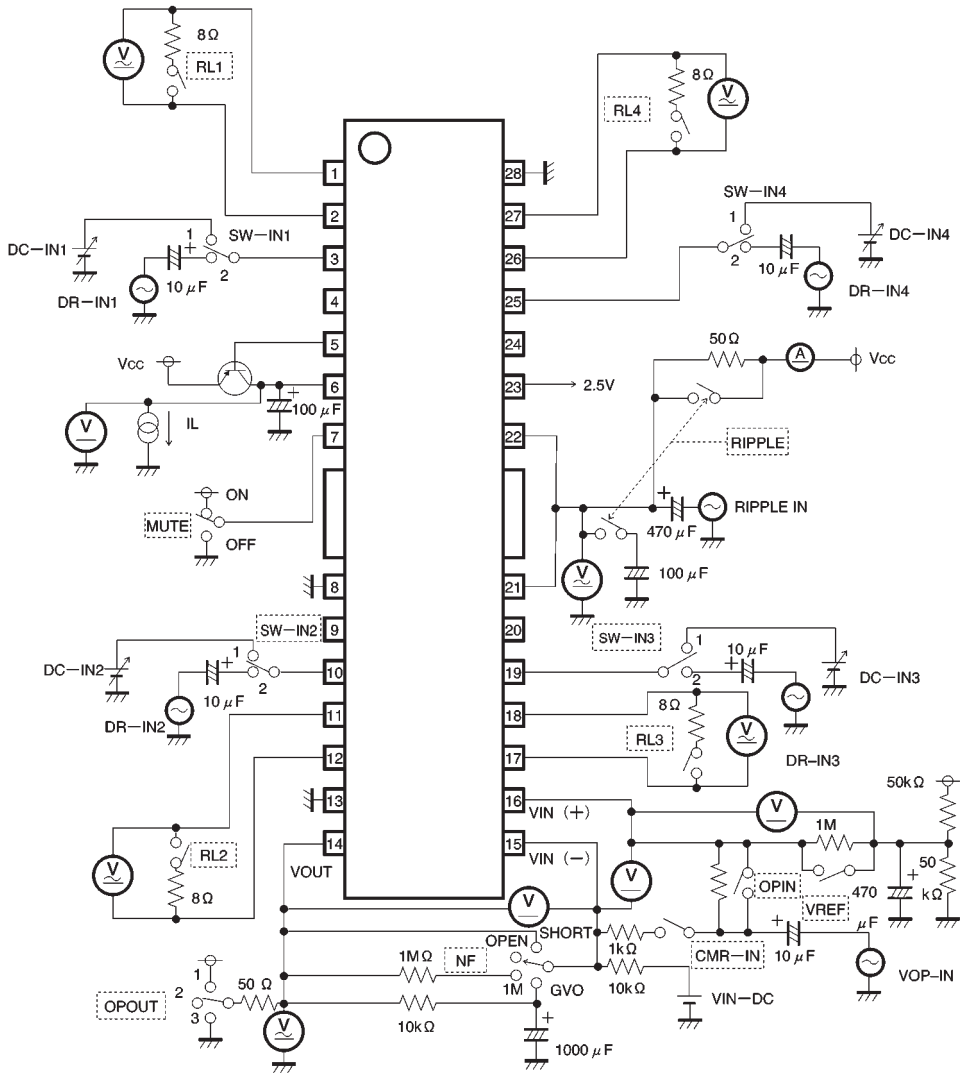 V
8Ω
RL1
8Ω
RL4
V
1
28
2
27
3
26
4
25
5
24
6
23
7
22
8
21
9
20
10
19
11
18
12
17
13
16
14
15
DC−IN1
1
+
SW−IN1
2
10 μF
DR−IN1
SW−IN4
1
2
10 μF
DC−IN4
DR−IN4
Vcc
+
100 μF
V
IL
50Ω
A
Vcc
2.5V
RIPPLE
ON
MUTE
OFF
+
470 μF
RIPPLE IN
V
100 μF
SW−IN2
1
DC−IN2
+
2
10 μF
DR−IN2
SW−IN3
1
10 μF
+
2
DC−IN3
8Ω
RL3
V
DR−IN3
V
RL2
8Ω
VOUT
VIN (+)
VIN (−)
V
50kΩ
1M
V
OPIN
VREF
470
μF
+
50
kΩ
V
SHORT
OPEN
1kΩ
CMR−IN
+
10 μF
VOP−IN
1MΩ
NF
1M
GVO
10kΩ
VIN−DC
1
OPOUT
2
3
50 Ω
V
10kΩ
+
1000 μF